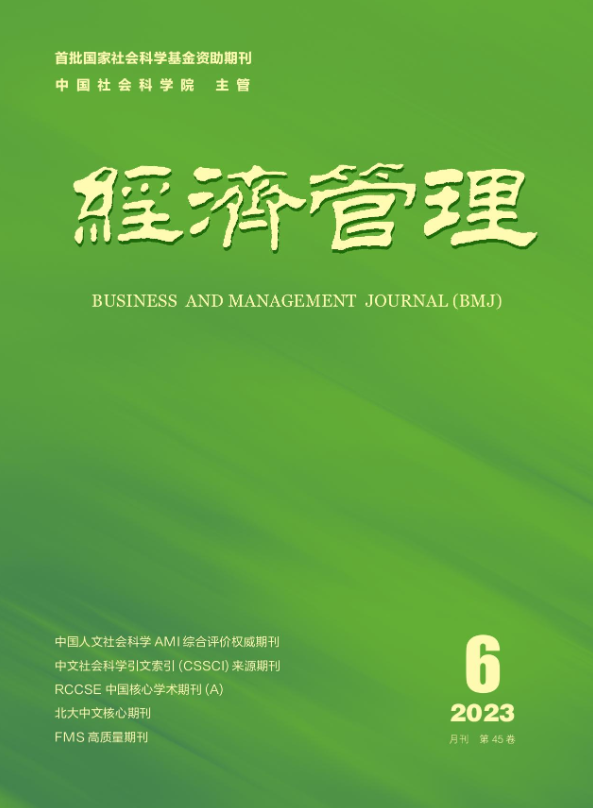 首批国家社会科学基金资助期刊
中国社会科学院 主管
經濟管理
BUSINESS AND MANAGEMENT JOURNAL (BMJ)
中国人文社会科学 AMI 综合评价权威期刊
中文社会科学引文索引 (CSSCI) 来源期刊
RCCSE 中国核心学术期刊 (A)
北大中文核心期刊
FMS 高质量期刊
6
2023
月刊 第 45 卷